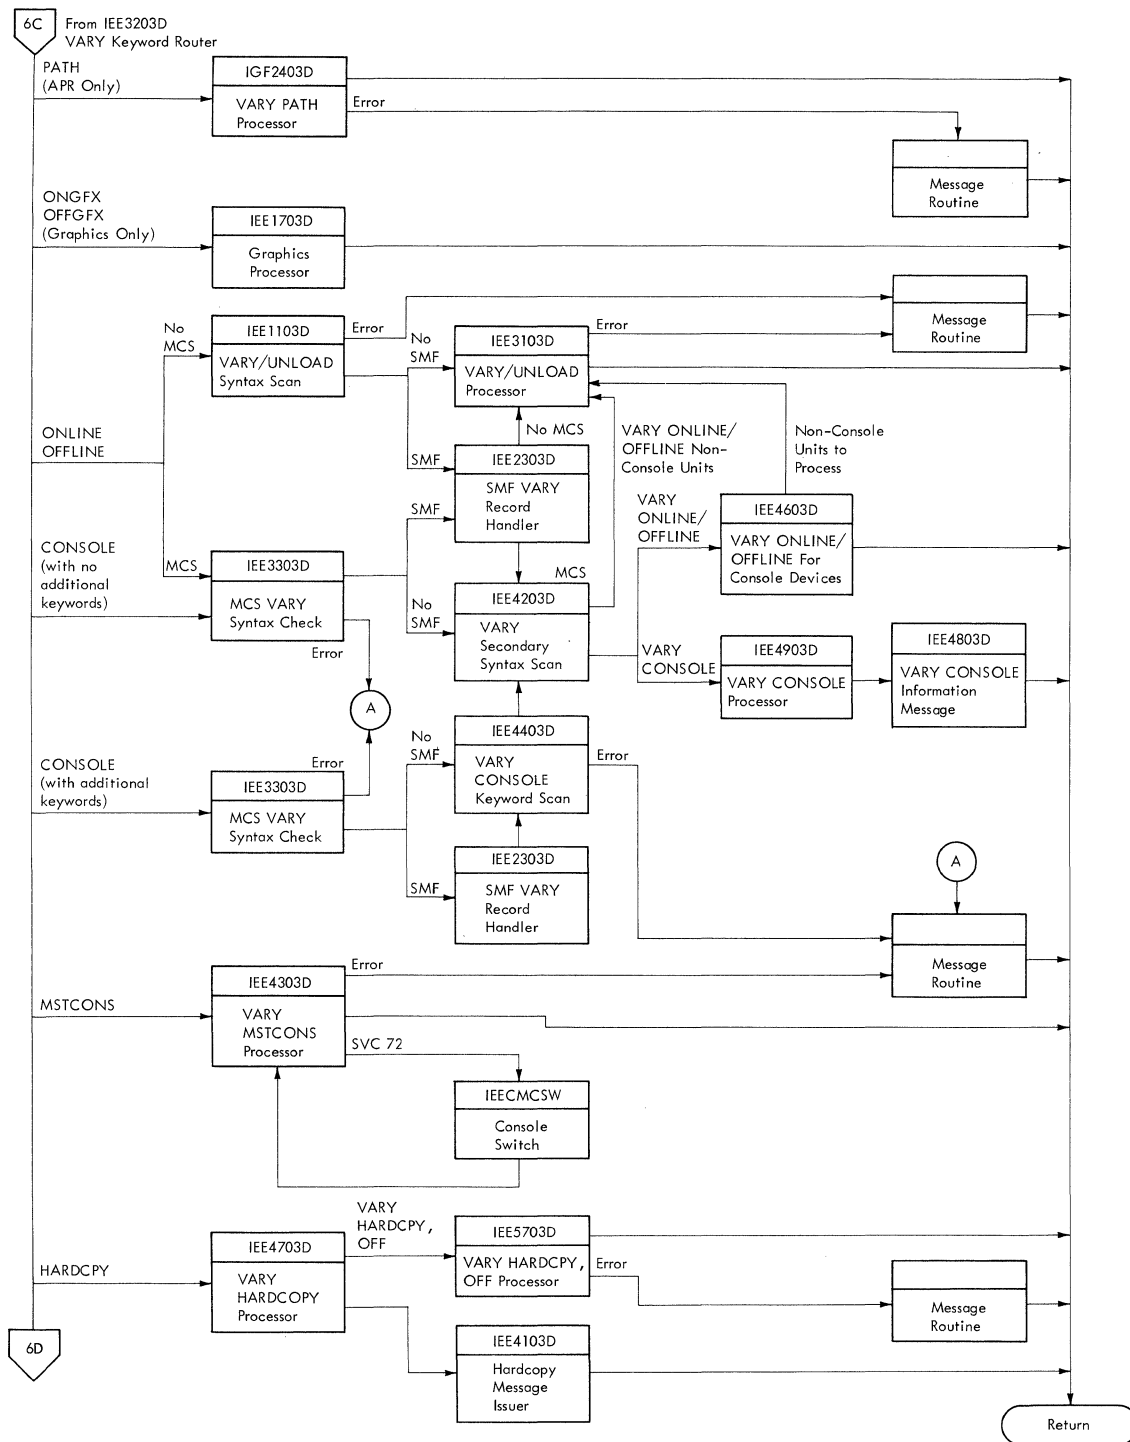 6C
From IEE3203D
VARY Keyword Router
PATH
(APR Only)
IGF2403D
VARY PATH
Processor
Error
Message
Routine
ONGFX
OFFGFX
(Graphics Only)
IEE1703D
Graphics
Processor
No
MCS
IEE1103D
VARY/UNLOAD
Syntax Scan
Error
No
SMF
IEE3103D
VARY/UNLOAD
Processor
Error
Message
Routine
ONLINE
OFFLINE
SMF
No MCS
IEE2303D
SMF VARY
Record
Handler
VARY ONLINE/
OFFLINE Non-
Console Units
Non-Console
Units to
Process
VARY
ONLINE/
OFFLINE
IEE4603D
VARY ONLINE/
OFFLINE For
Console Devices
CONSOLE
(with no
additional
keywords)
MCS
IEE3303D
MCS VARY
Syntax Check
Error
SMF
No
SMF
MCS
IEE4203D
VARY
Secondary
Syntax Scan
VARY
CONSOLE
IEE4903D
VARY CONSOLE
Processor
IEE4803D
VARY CONSOLE
Information
Message
A
CONSOLE
(with additional
keywords)
Error
IEE3303D
MCS VARY
Syntax Check
No
SMF
IEE4403D
VARY
CONSOLE
Keyword Scan
Error
SMF
IEE2303D
SMF VARY
Record
Handler
A
Message
Routine
MSTCONS
IEE4303D
VARY
MSTCONS
Processor
Error
SVC 72
IEECMCSW
Console
Switch
HARDCPY
IEE4703D
VARY
HARDCOPY
Processor
VARY
HARDCPY,
OFF
IEE5703D
VARY HARDCPY,
OFF Processor
Error
Message
Routine
IEE4103D
Hardcopy
Message
Issuer
6D
Return